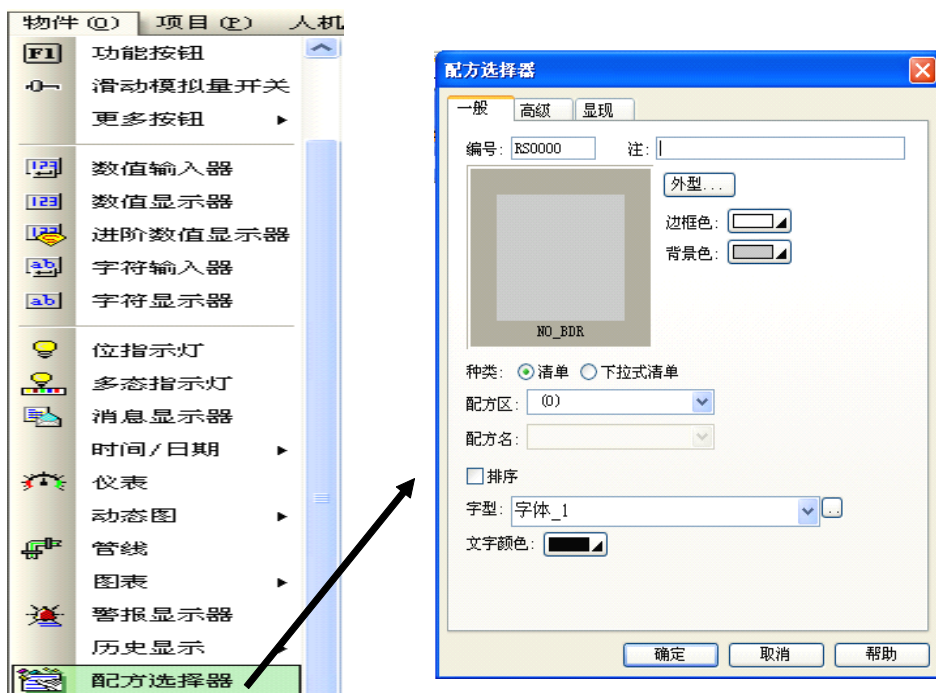 物件(O) 项目(P) 人机
F1 功能按钮
滑动模拟量开关
更多按钮
123 数值输入器
123 数值显示器
123 进阶数值显示器
ab 字符输入器
ab 字符显示器
位指示灯
多态指示灯
消息显示器
时间/日期
仪表
动态图
管线
图表
警报显示器
历史显示
配方选择器
配方选择器
一般 高级 显现
编号: RS0000 注:
外型...
边框色:
背景色:
NO_BDR
种类: 清单 下拉式清单
配方区: (0)
配方名:
排序
字型: 字体_1 ..
文字颜色:
确定 取消 帮助